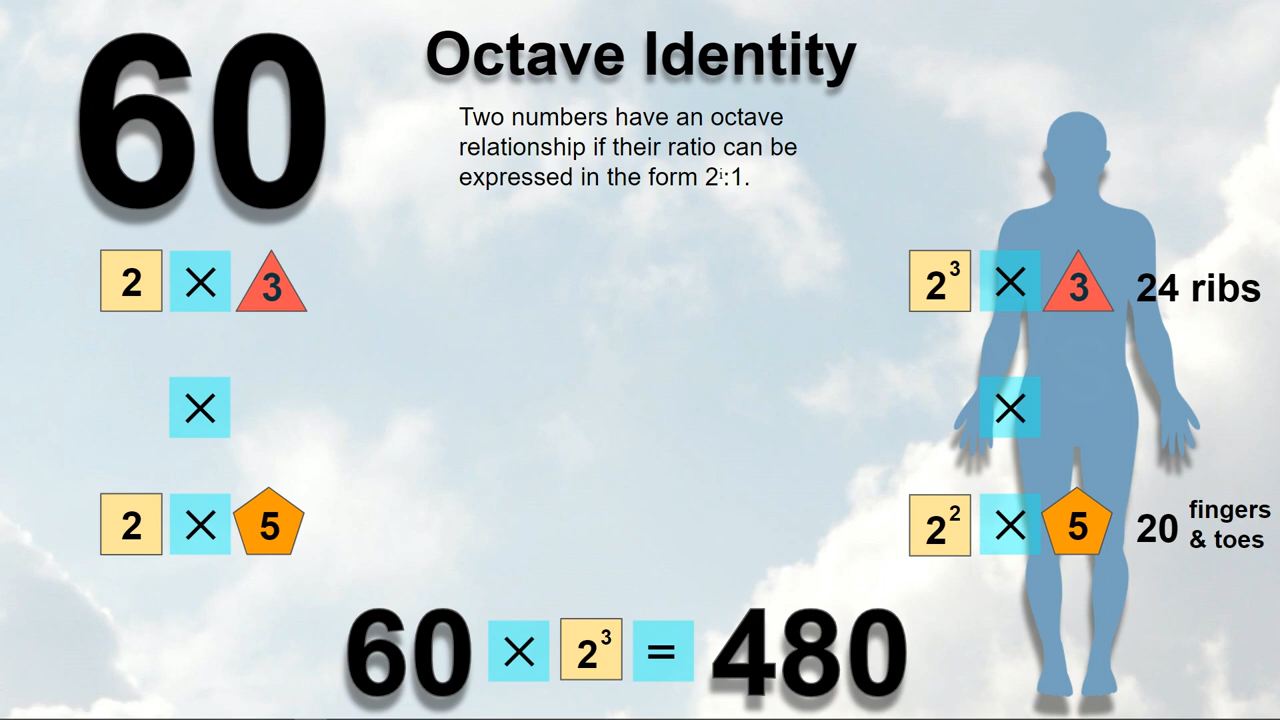 60
Octave Identity
Two numbers have an octave
relationship if their ratio can be
expressed in the form 2ⁱ:1.
2 × 3
2³ × 3 24 ribs
×
×
2 × 5
2² × 5 20 fingers
& toes
60 × 2³ = 480